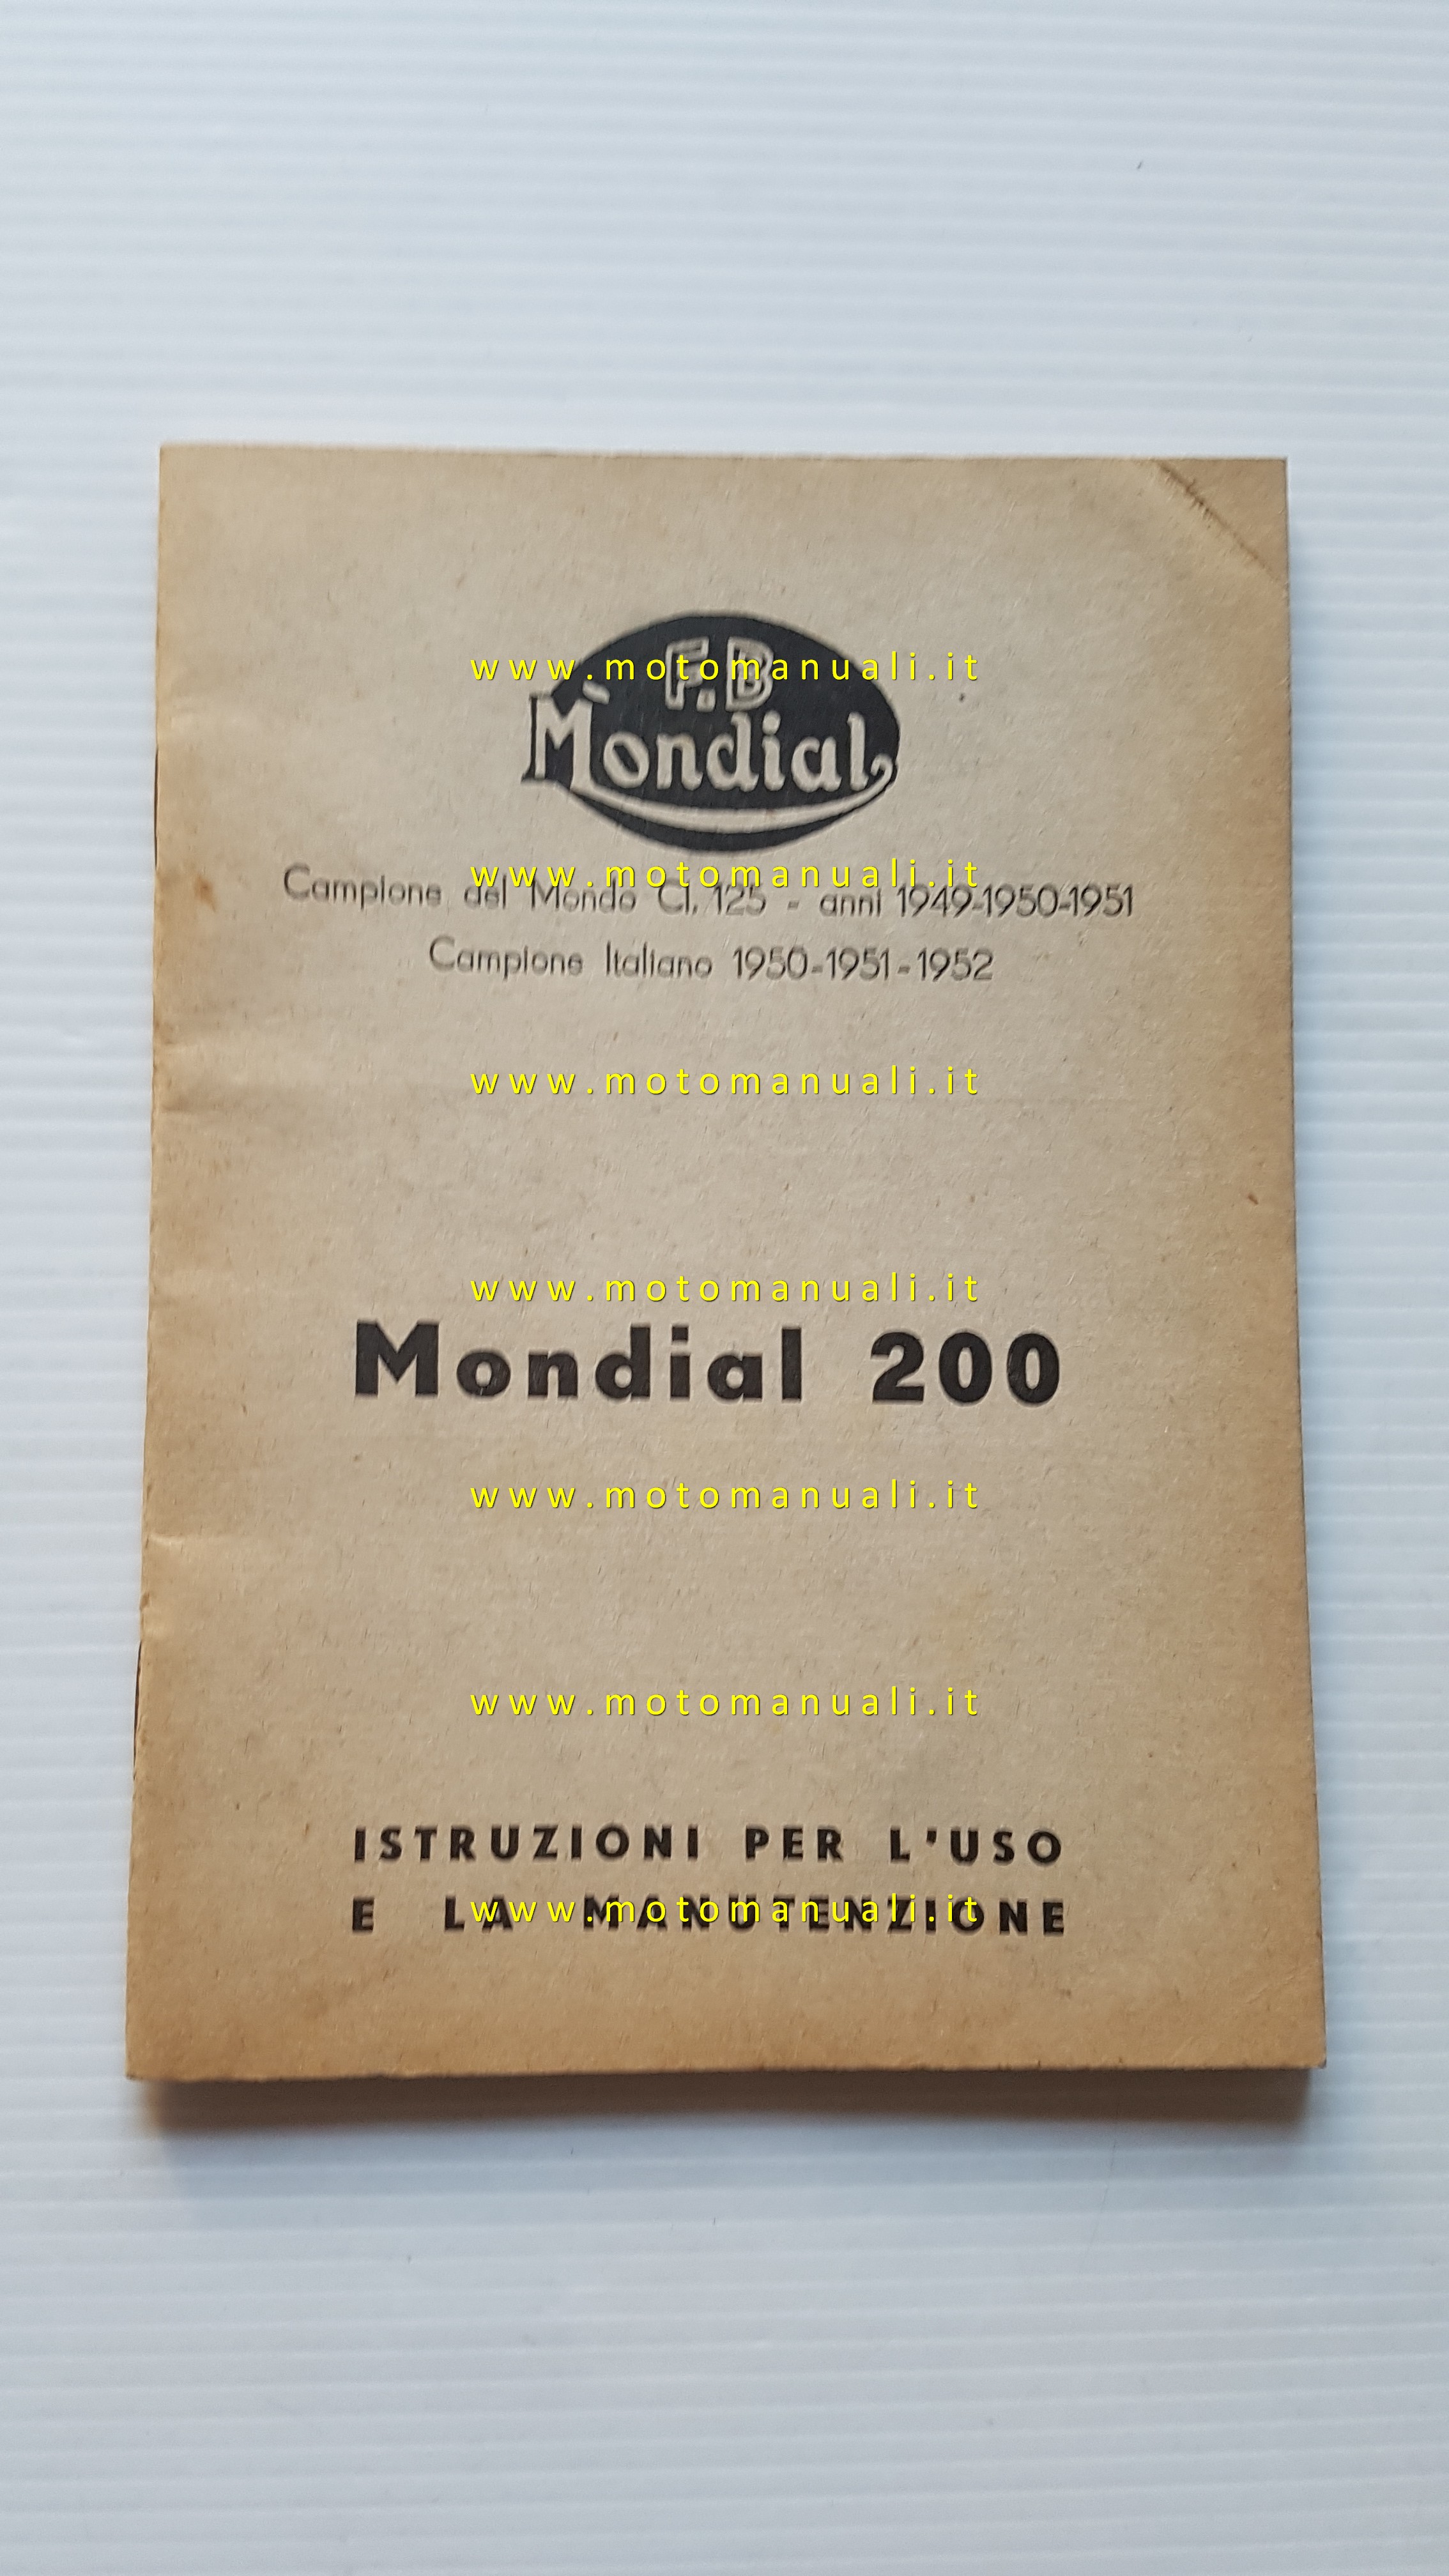 F.B
Mondial
www.motomanuali.it
Campione del Mondo Cl. 125 - anni 1949-1950-1951
www.motomanuali.it
Campione Italiano 1950-1951-1952
www.motomanuali.it
www.motomanuali.it
Mondial 200
www.motomanuali.it
www.motomanuali.it
ISTRUZIONI PER L'USO
E LA MANUTENZIONE
www.motomanuali.it